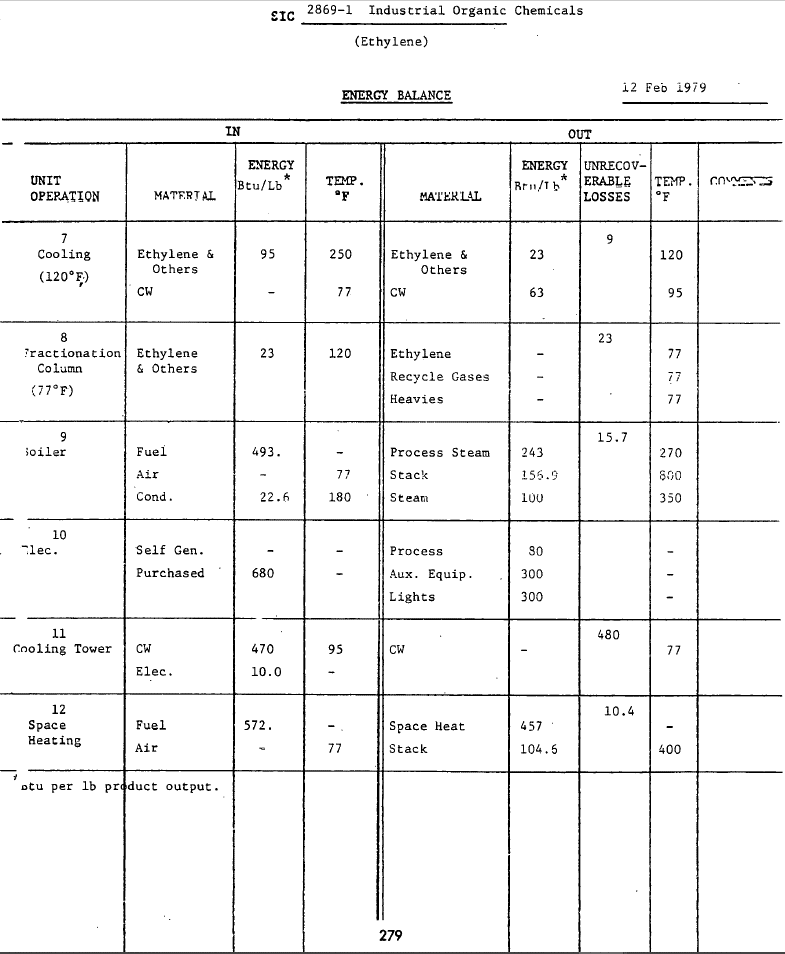 SIC 2869-1 Industrial Organic Chemicals
(Ethylene)
12 Feb 1979
ENERGY BALANCE
IN OUT
UNIT OPERATION MATERIAL ENERGY Btu/Lb* TEMP. °F MATERIAL ENERGY Btu/Lb* UNRECOV-ERABLE LOSSES TEMP. °F COMMENTS
7 9
Cooling Ethylene & 95 250 Ethylene & 23 120
(120°F) Others Others
CW - 77 CW 63 95
8 23
Fractionation Ethylene 23 120 Ethylene - 77
Column & Others Recycle Gases - 77
(77°F) Heavies - 77
9 15.7
Boiler Fuel 493. - Process Steam 243 270
Air - 77 Stack 156.9 800
Cond. 22.6 180 Steam 100 350
10
Elec. Self Gen. - - Process 80 -
Purchased 680 - Aux. Equip. 300 -
Lights 300 -
11 480
Cooling Tower CW 470 95 CW - 77
Elec. 10.0 -
12 10.4
Space Fuel 572. - Space Heat 457 -
Heating Air - 77 Stack 104.6 400
* Btu per lb product output.
279